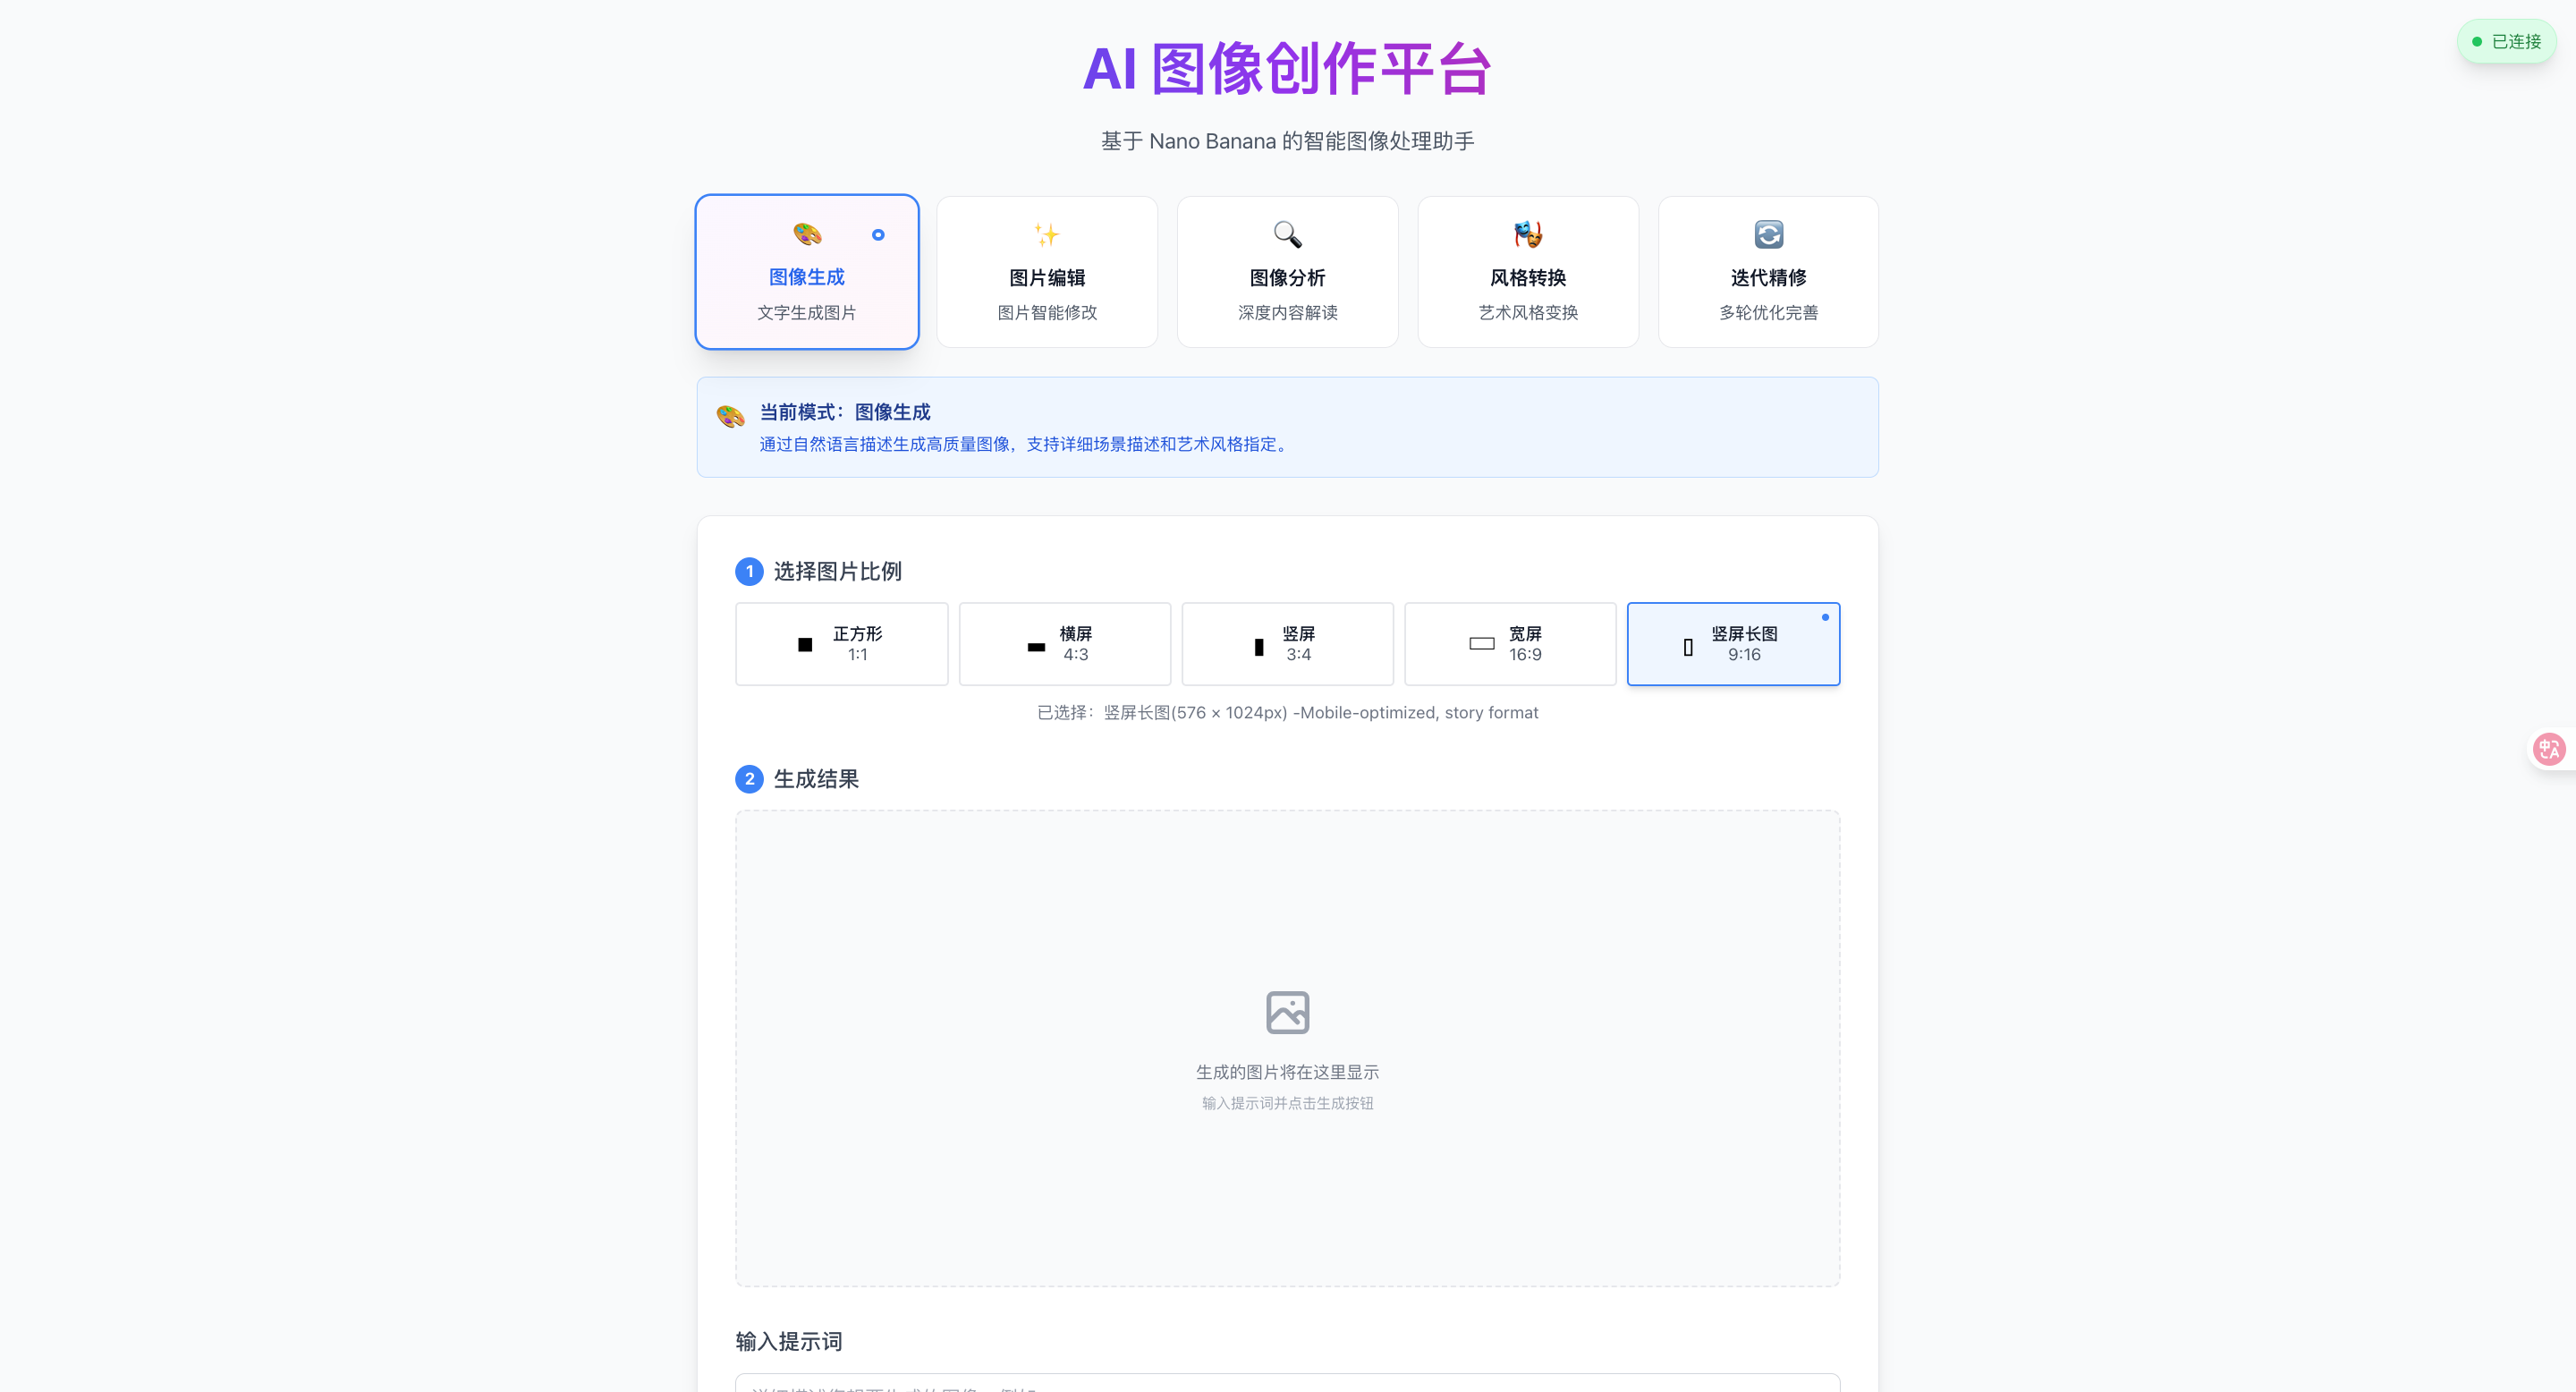 AI 图像创作平台
已连接
基于 Nano Banana 的智能图像处理助手
图像生成
文字生成图片
图片编辑
图片智能修改
图像分析
深度内容解读
风格转换
艺术风格变换
迭代精修
多轮优化完善
当前模式：图像生成
通过自然语言描述生成高质量图像，支持详细场景描述和艺术风格指定。
1 选择图片比例
正方形
1:1
横屏
4:3
竖屏
3:4
宽屏
16:9
竖屏长图
9:16
已选择：竖屏长图(576 × 1024px) -Mobile-optimized, story format
2 生成结果
生成的图片将在这里显示
输入提示词并点击生成按钮
输入提示词